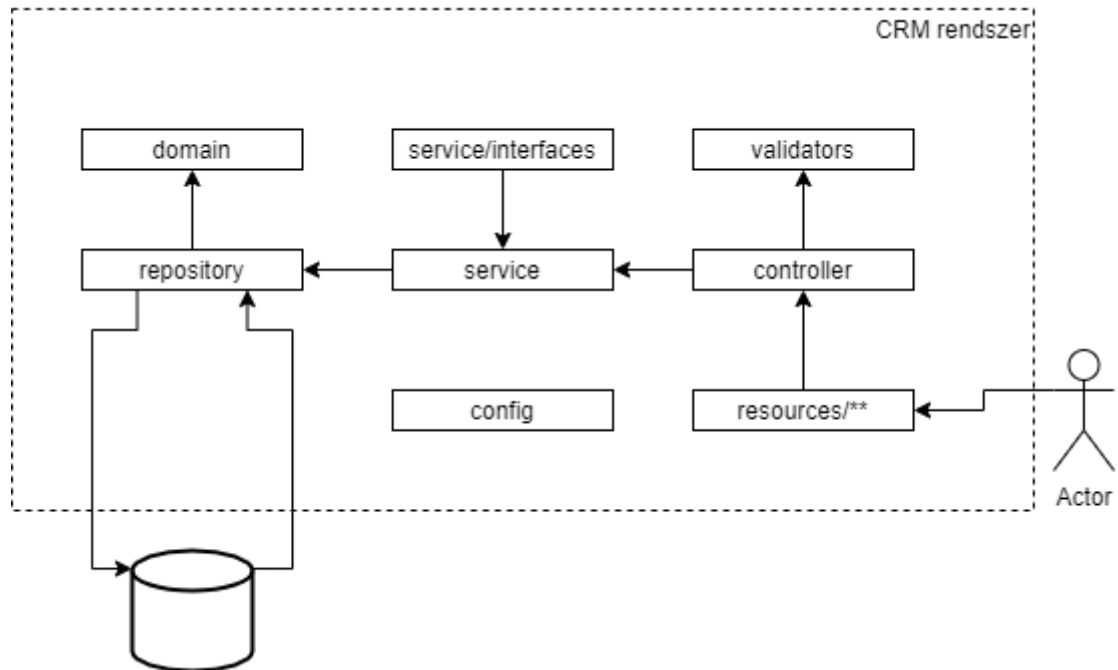 CRM rendszer
domain
service/interfaces
validators
repository
service
controller
config
resources/**
Actor